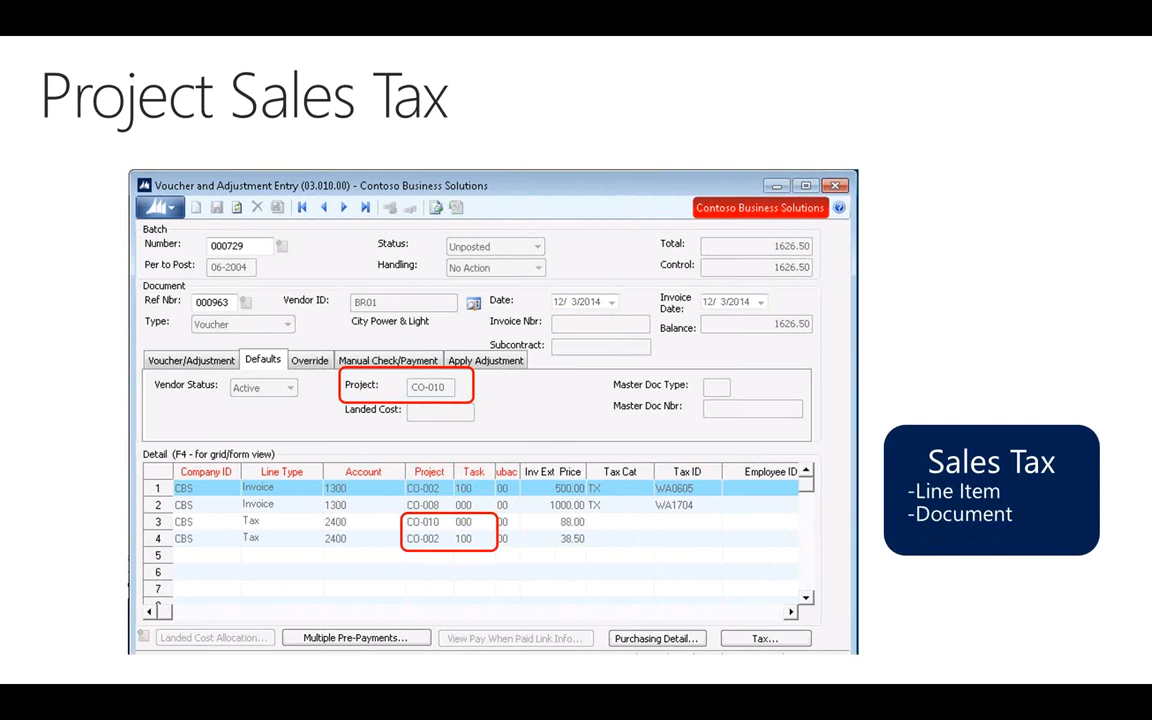 Project Sales Tax
Voucher and Adjustment Entry (03.010.00) - Contoso Business Solutions
Contoso Business Solutions
Batch
Number: 000729 Status: Unposted Total: 1626.50
Per to Post: 06-2004 Handling: No Action Control: 1626.50
Document
Ref Nbr: 000963 Vendor ID: BR01 Date: 12/ 3/2014 Invoice Date: 12/ 3/2014
Type: Voucher City Power & Light Invoice Nbr: Balance: 1626.50
Subcontract:
Voucher/Adjustment Defaults Override Manual Check/Payment Apply Adjustment
Vendor Status: Active Project: CO-010 Master Doc Type:
Landed Cost: Master Doc Nbr:
Detail (F4 - for grid/form view)
Company ID Line Type Account Project Task ubac Inv Ext Price Tax Cat Tax ID Employee ID
1 CBS Invoice 1300 CO-002 100 00 500.00 TX WA0605
2 CBS Invoice 1300 CO-008 000 00 1000.00 TX WA1704
3 CBS Tax 2400 CO-010 000 00 88.00
4 CBS Tax 2400 CO-002 100 00 38.50
5
6
7
Landed Cost Allocation... Multiple Pre-Payments... View Pay When Paid Link Info... Purchasing Detail... Tax...
Sales Tax
-Line Item
-Document